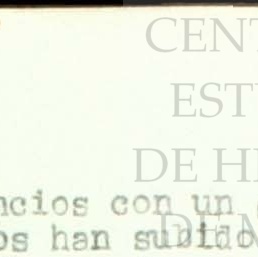 CENT
ESTU
DE HI
ncios con un
DE M
os han subido